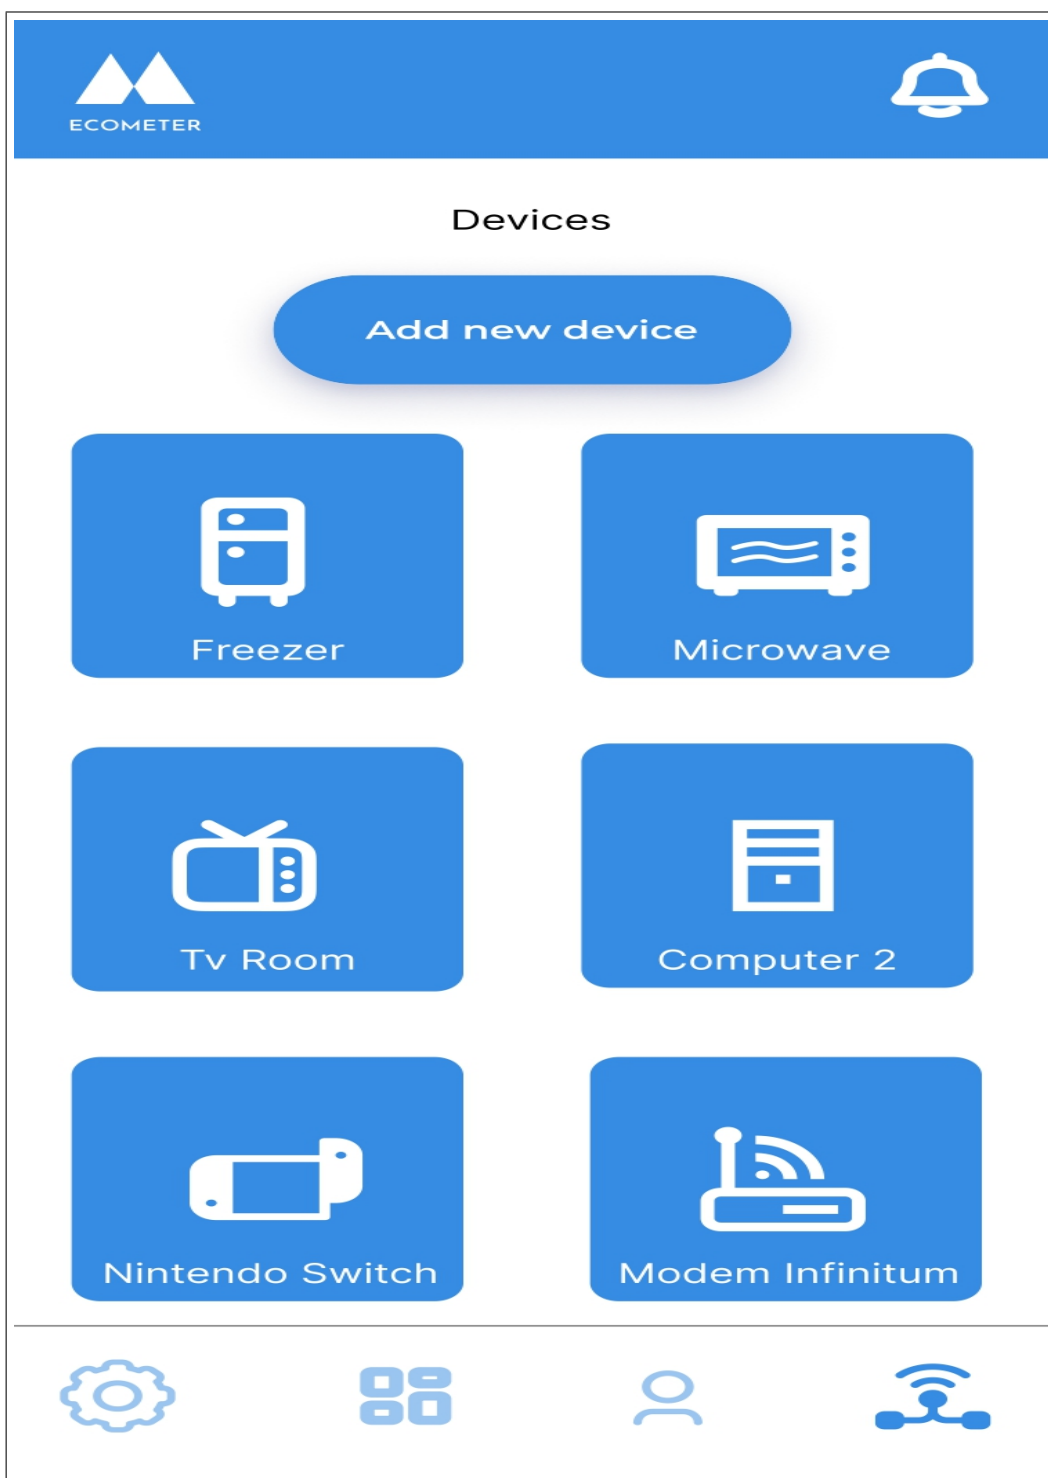 ECOMETER
Devices
Add new device
Freezer
Microwave
Tv Room
Computer 2
Nintendo Switch
Modem Infinitum